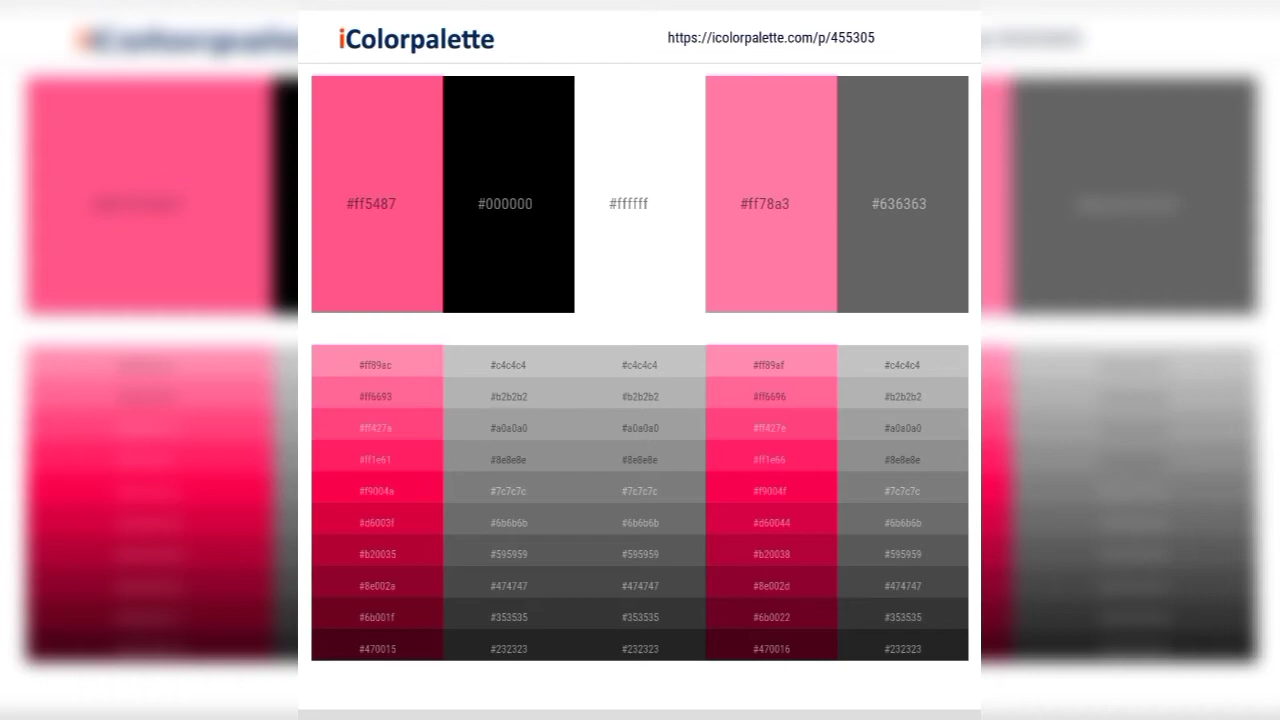 iColorpalette
https://icolorpalette.com/p/455305
#ff5487 #000000 #ffffff #ff78a3 #636363
#ff89ac #c4c4c4 #c4c4c4 #ff89af #c4c4c4
#ff6693 #b2b2b2 #b2b2b2 #ff6696 #b2b2b2
#ff427a #a0a0a0 #a0a0a0 #ff427e #a0a0a0
#ff1e61 #8e8e8e #8e8e8e #ff1e66 #8e8e8e
#f9004a #7c7c7c #7c7c7c #f9004f #7c7c7c
#d6003f #6b6b6b #6b6b6b #d60044 #6b6b6b
#b20035 #595959 #595959 #b20038 #595959
#8e002a #474747 #474747 #8e002d #474747
#6b001f #353535 #353535 #6b0022 #353535
#470015 #232323 #232323 #470016 #232323